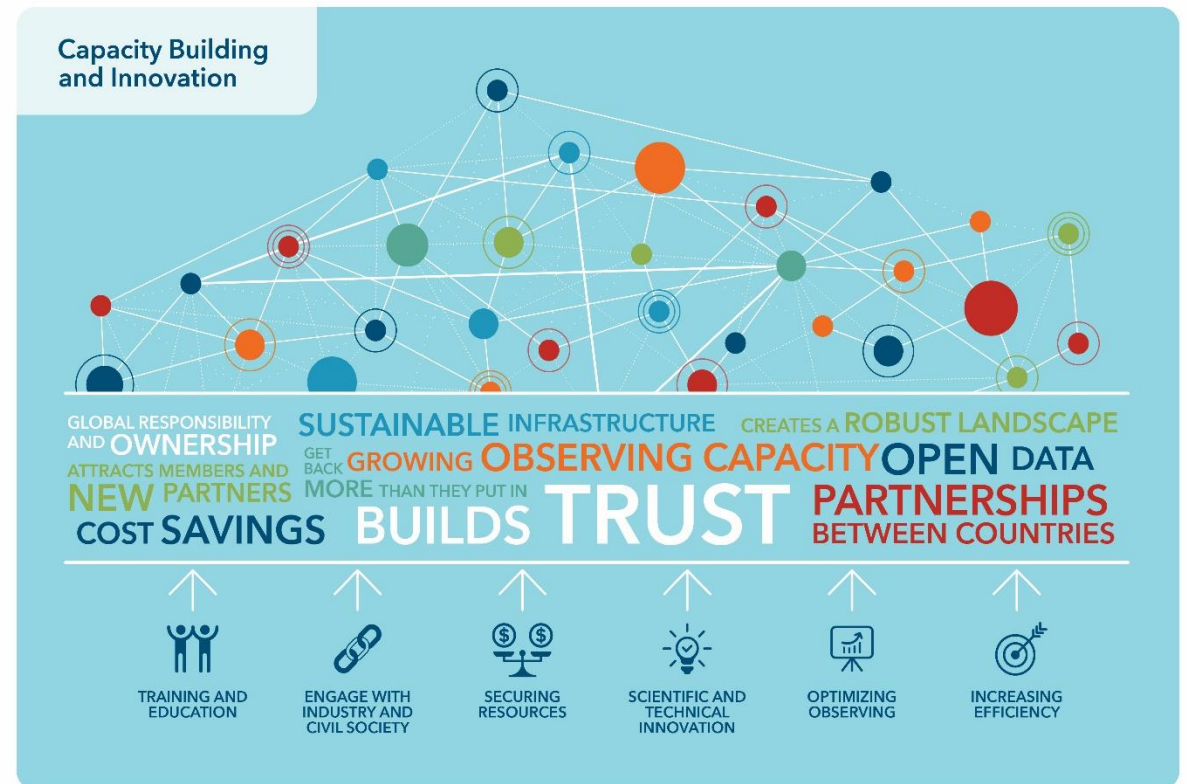 Capacity Building
and Innovation
GLOBAL RESPONSIBILITY
AND OWNERSHIP
SUSTAINABLE INFRASTRUCTURE
CREATES A ROBUST LANDSCAPE
ATTRACTS MEMBERS AND
NEW PARTNERS
GET
BACK
MORE THAN THEY PUT IN
GROWING OBSERVING CAPACITY
OPEN DATA
COST SAVINGS
BUILDS TRUST
PARTNERSHIPS
BETWEEN COUNTRIES
TRAINING AND
EDUCATION
ENGAGE WITH
INDUSTRY AND
CIVIL SOCIETY
$ $
SECURING
RESOURCES
SCIENTIFIC AND
TECHNICAL
INNOVATION
OPTIMIZING
OBSERVING
INCREASING
EFFICIENCY